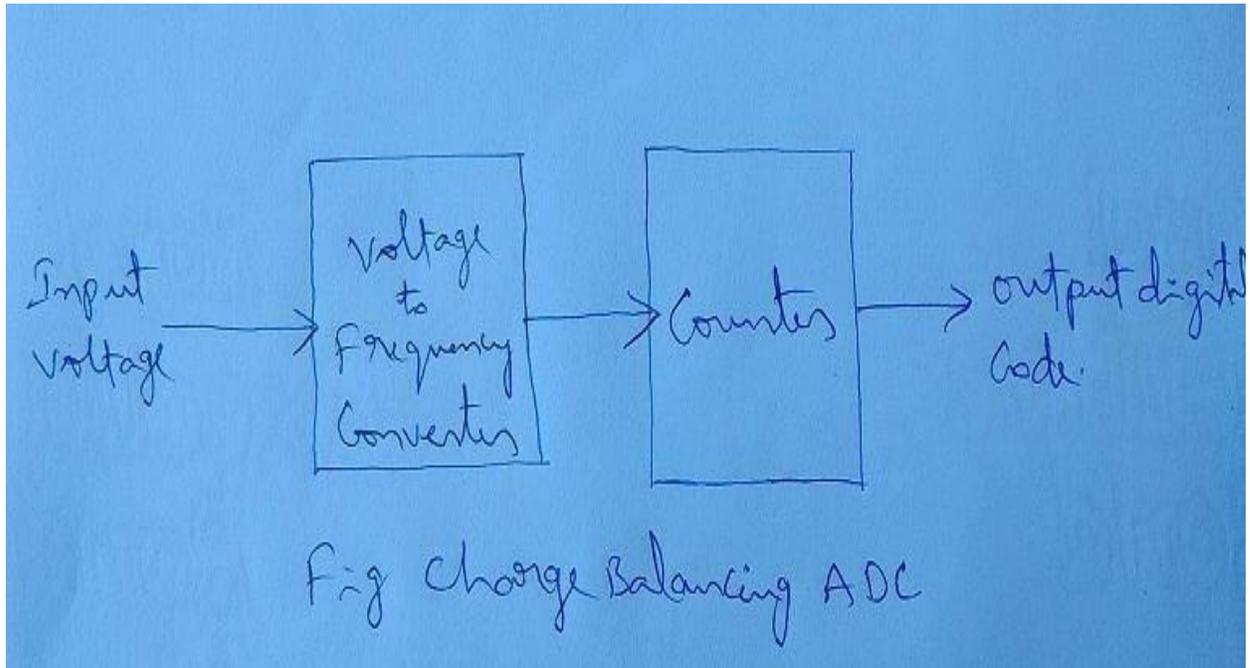 Input
Voltage
Voltage
to
Frequency
Converter
Counter
output digital
Code.
Fig Charge Balancing ADC